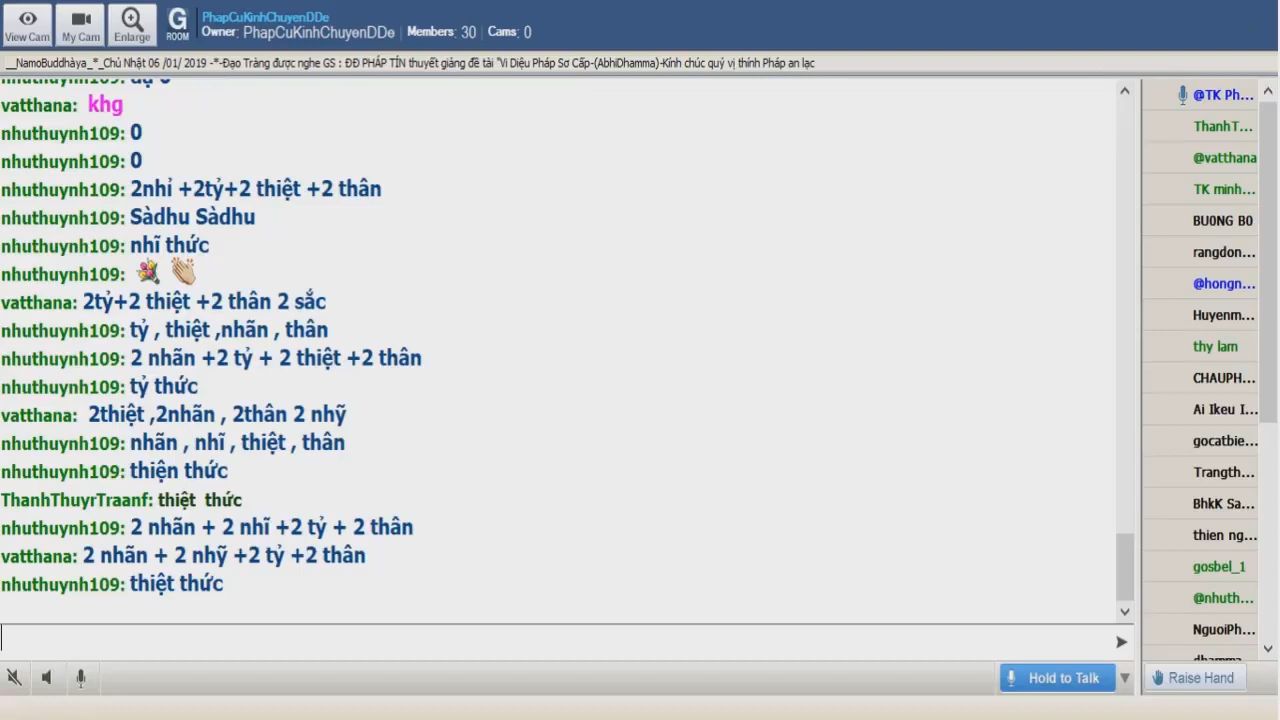 PhapCuKinhChuyenDDe
G
ROOM
Owner: PhapCuKinhChuyenDDe | Members: 30 | Cams: 0
View Cam
My Cam
Enlarge
__NamoBuddhàya_*_Chủ Nhật 06 /01/ 2019 -*-Đạo Tràng được nghe GS : ĐĐ PHÁP TÍN thuyết giảng đề tài "Vi Diệu Pháp Sơ Cấp-(AbhiDhamma)-Kính chúc quý vị thính Pháp an lạc
vatthana: khg
nhuthuynh109: 0
nhuthuynh109: 0
nhuthuynh109: 2nhỉ +2tỷ+2 thiệt +2 thân
nhuthuynh109: Sàdhu Sàdhu
nhuthuynh109: nhĩ thức
nhuthuynh109:
vatthana: 2tỷ+2 thiệt +2 thân 2 sắc
nhuthuynh109: tỷ , thiệt ,nhãn , thân
nhuthuynh109: 2 nhãn +2 tỷ + 2 thiệt +2 thân
nhuthuynh109: tỷ thức
vatthana: 2thiệt ,2nhãn , 2thân 2 nhỹ
nhuthuynh109: nhãn , nhĩ , thiệt , thân
nhuthuynh109: thiện thức
ThanhThuyrTraanf: thiệt thức
nhuthuynh109: 2 nhãn + 2 nhĩ +2 tỷ + 2 thân
vatthana: 2 nhãn + 2 nhỹ +2 tỷ +2 thân
nhuthuynh109: thiệt thức
@TK Ph...
ThanhT...
@vatthana
TK minh...
BU0NG B0
rangdon...
@hongn...
Huyenm...
thy lam
CHAUPH...
Ai Ikeu I...
gocatbie...
Trangth...
BhkK Sa...
thien ng...
gosbel_1
@nhuth...
NguoiPh...
Hold to Talk
Raise Hand